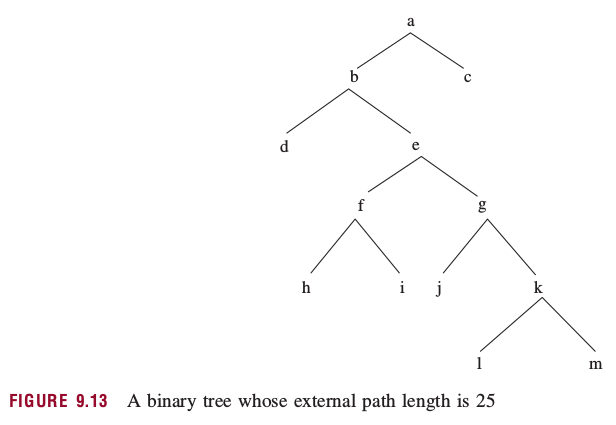 a
b c
d e
f g
h i j k
l m
FIGURE 9.13 A binary tree whose external path length is 25